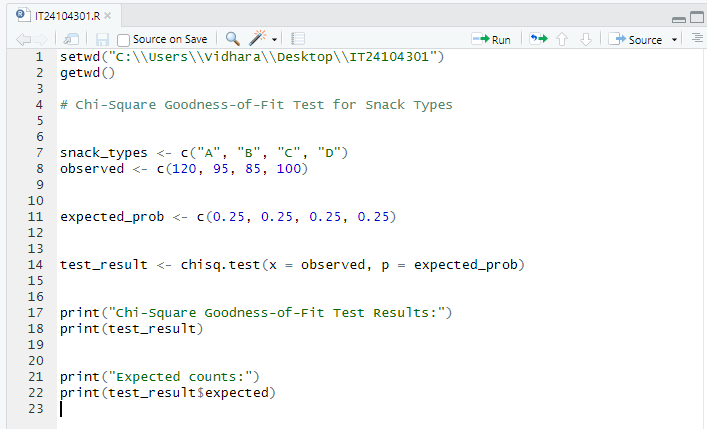 IT24104301.R
Source on Save
Run
Source
1 setwd("C:\\Users\\Vidhara\\Desktop\\IT24104301")
2 getwd()
3
4 # Chi-Square Goodness-of-Fit Test for Snack Types
5
6
7 snack_types <- c("A", "B", "C", "D")
8 observed <- c(120, 95, 85, 100)
9
10
11 expected_prob <- c(0.25, 0.25, 0.25, 0.25)
12
13
14 test_result <- chisq.test(x = observed, p = expected_prob)
15
16
17 print("Chi-Square Goodness-of-Fit Test Results:")
18 print(test_result)
19
20
21 print("Expected counts:")
22 print(test_result$expected)
23